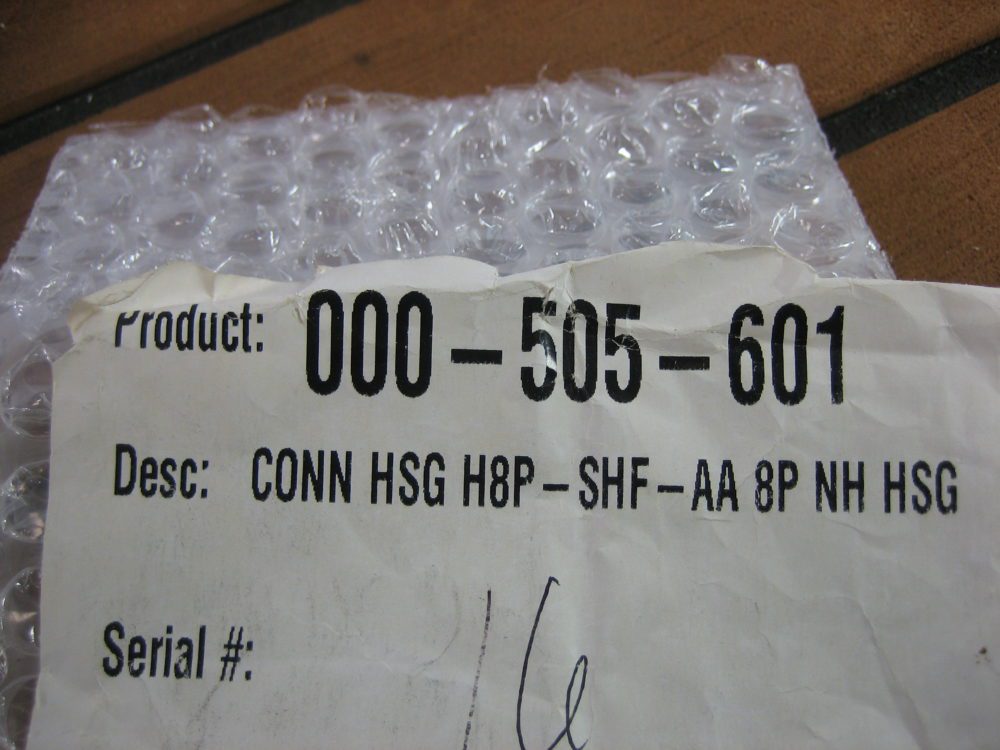 Product: 000-505-601
Desc: CONN HSG H8P-SHF-AA 8P NH HSG
Serial #: